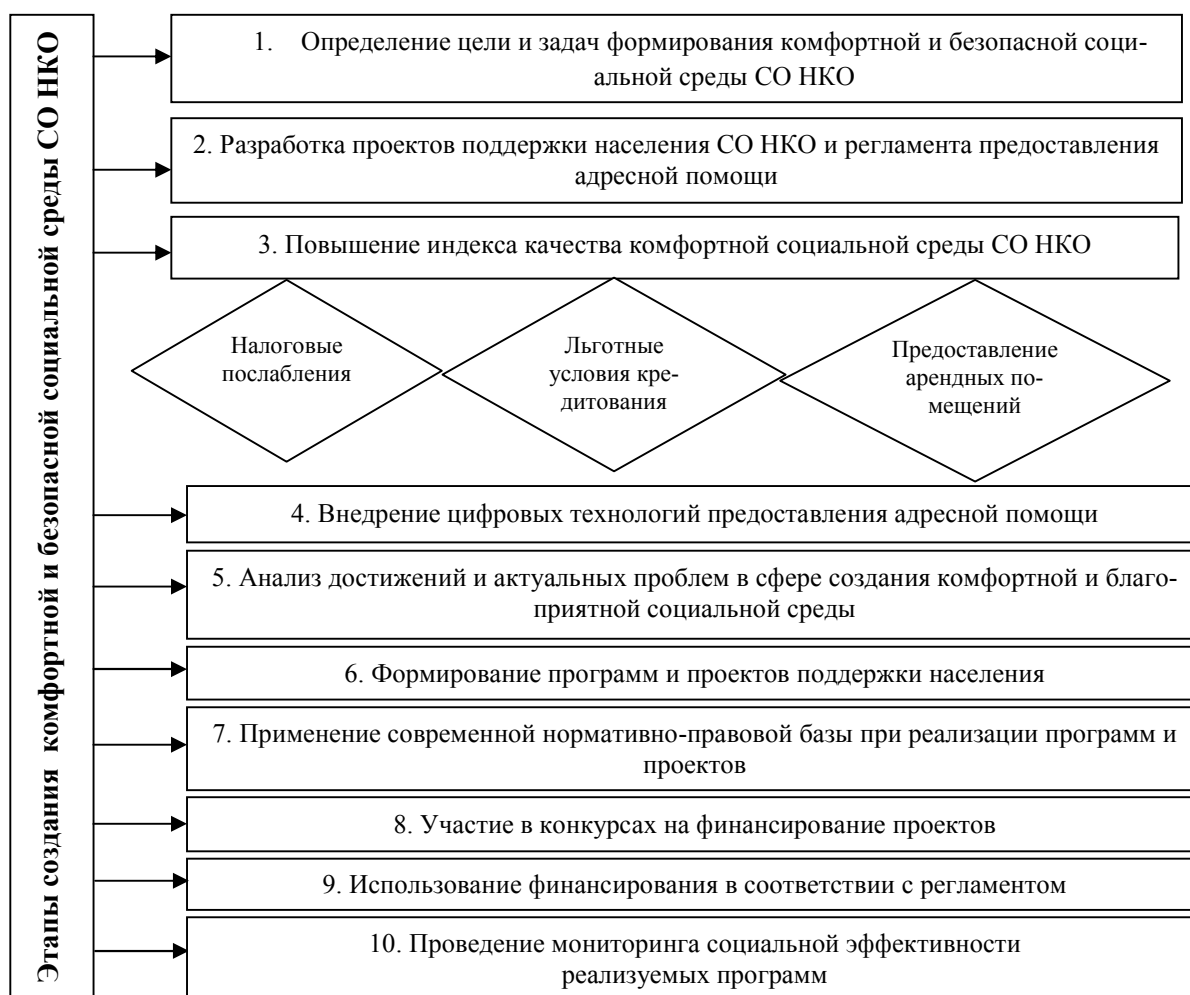 Этапы создания комфортной и безопасной социальной среды СО НКО
1. Определение цели и задач формирования комфортной и безопасной соци-
альной среды СО НКО
2. Разработка проектов поддержки населения СО НКО и регламента предоставления
адресной помощи
3. Повышение индекса качества комфортной социальной среды СО НКО
Налоговые
послабления
Льготные
условия кре-
дитования
Предоставление
арендных по-
мещений
4. Внедрение цифровых технологий предоставления адресной помощи
5. Анализ достижений и актуальных проблем в сфере создания комфортной и благо-
приятной социальной среды
6. Формирование программ и проектов поддержки населения
7. Применение современной нормативно-правовой базы при реализации программ и
проектов
8. Участие в конкурсах на финансирование проектов
9. Использование финансирования в соответствии с регламентом
10. Проведение мониторинга социальной эффективности
реализуемых программ